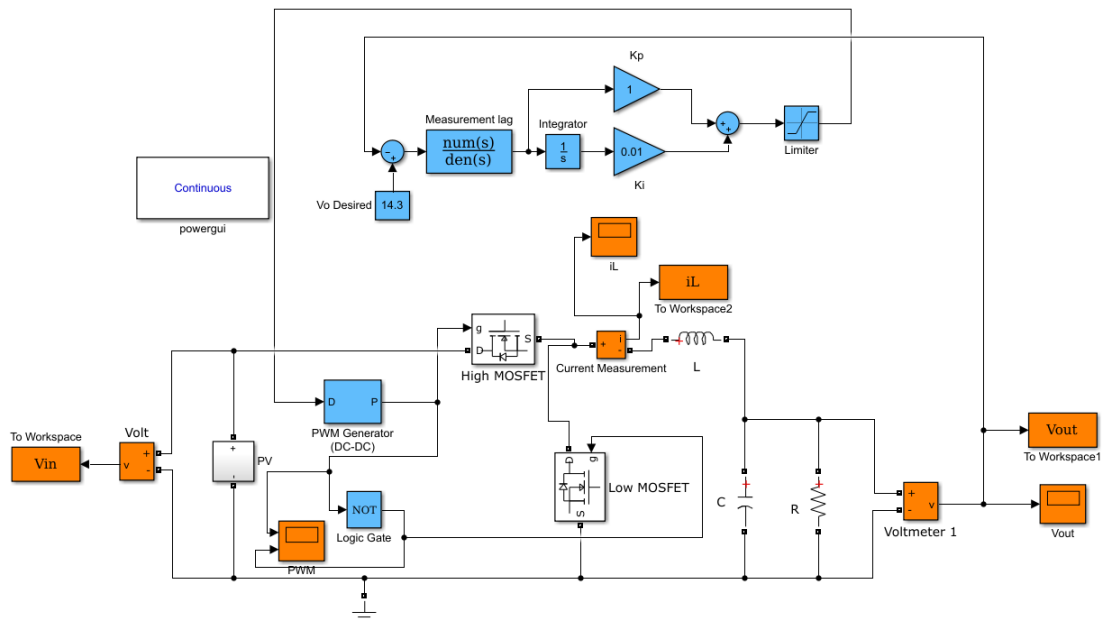 Kp
1
Measurement lag
Integrator
num(s)
den(s)
1
s
0.01
Limiter
Ki
Continuous
powergui
Vo Desired
14.3
iL
iL
To Workspace2
g
S
D
High MOSFET
+
i
-
Current Measurement
+
L
D
P
PWM Generator
(DC-DC)
To Workspace
Vin
Volt
v
+
-
+
-
PV
D
g
S
Low MOSFET
NOT
Logic Gate
PWM
+
C
+
R
+
-
v
Voltmeter 1
Vout
To Workspace1
Vout